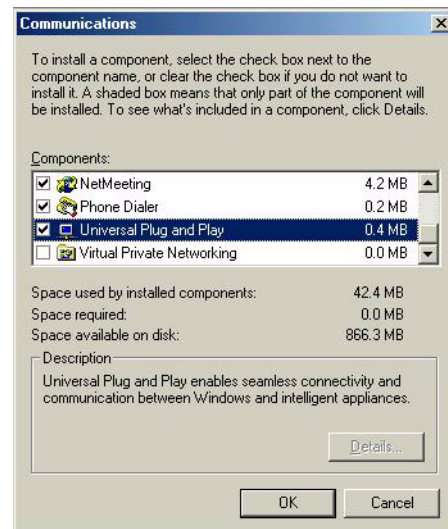 Communications
To install a component, select the check box next to the
component name, or clear the check box if you do not want to
install it. A shaded box means that only part of the component will
be installed. To see what's included in a component, click Details.
Components:
NetMeeting 4.2 MB
Phone Dialer 0.2 MB
Universal Plug and Play 0.4 MB
Virtual Private Networking 0.0 MB
Space used by installed components: 42.4 MB
Space required: 0.0 MB
Space available on disk: 866.3 MB
Description
Universal Plug and Play enables seamless connectivity and
communication between Windows and intelligent appliances.
Details...
OK Cancel